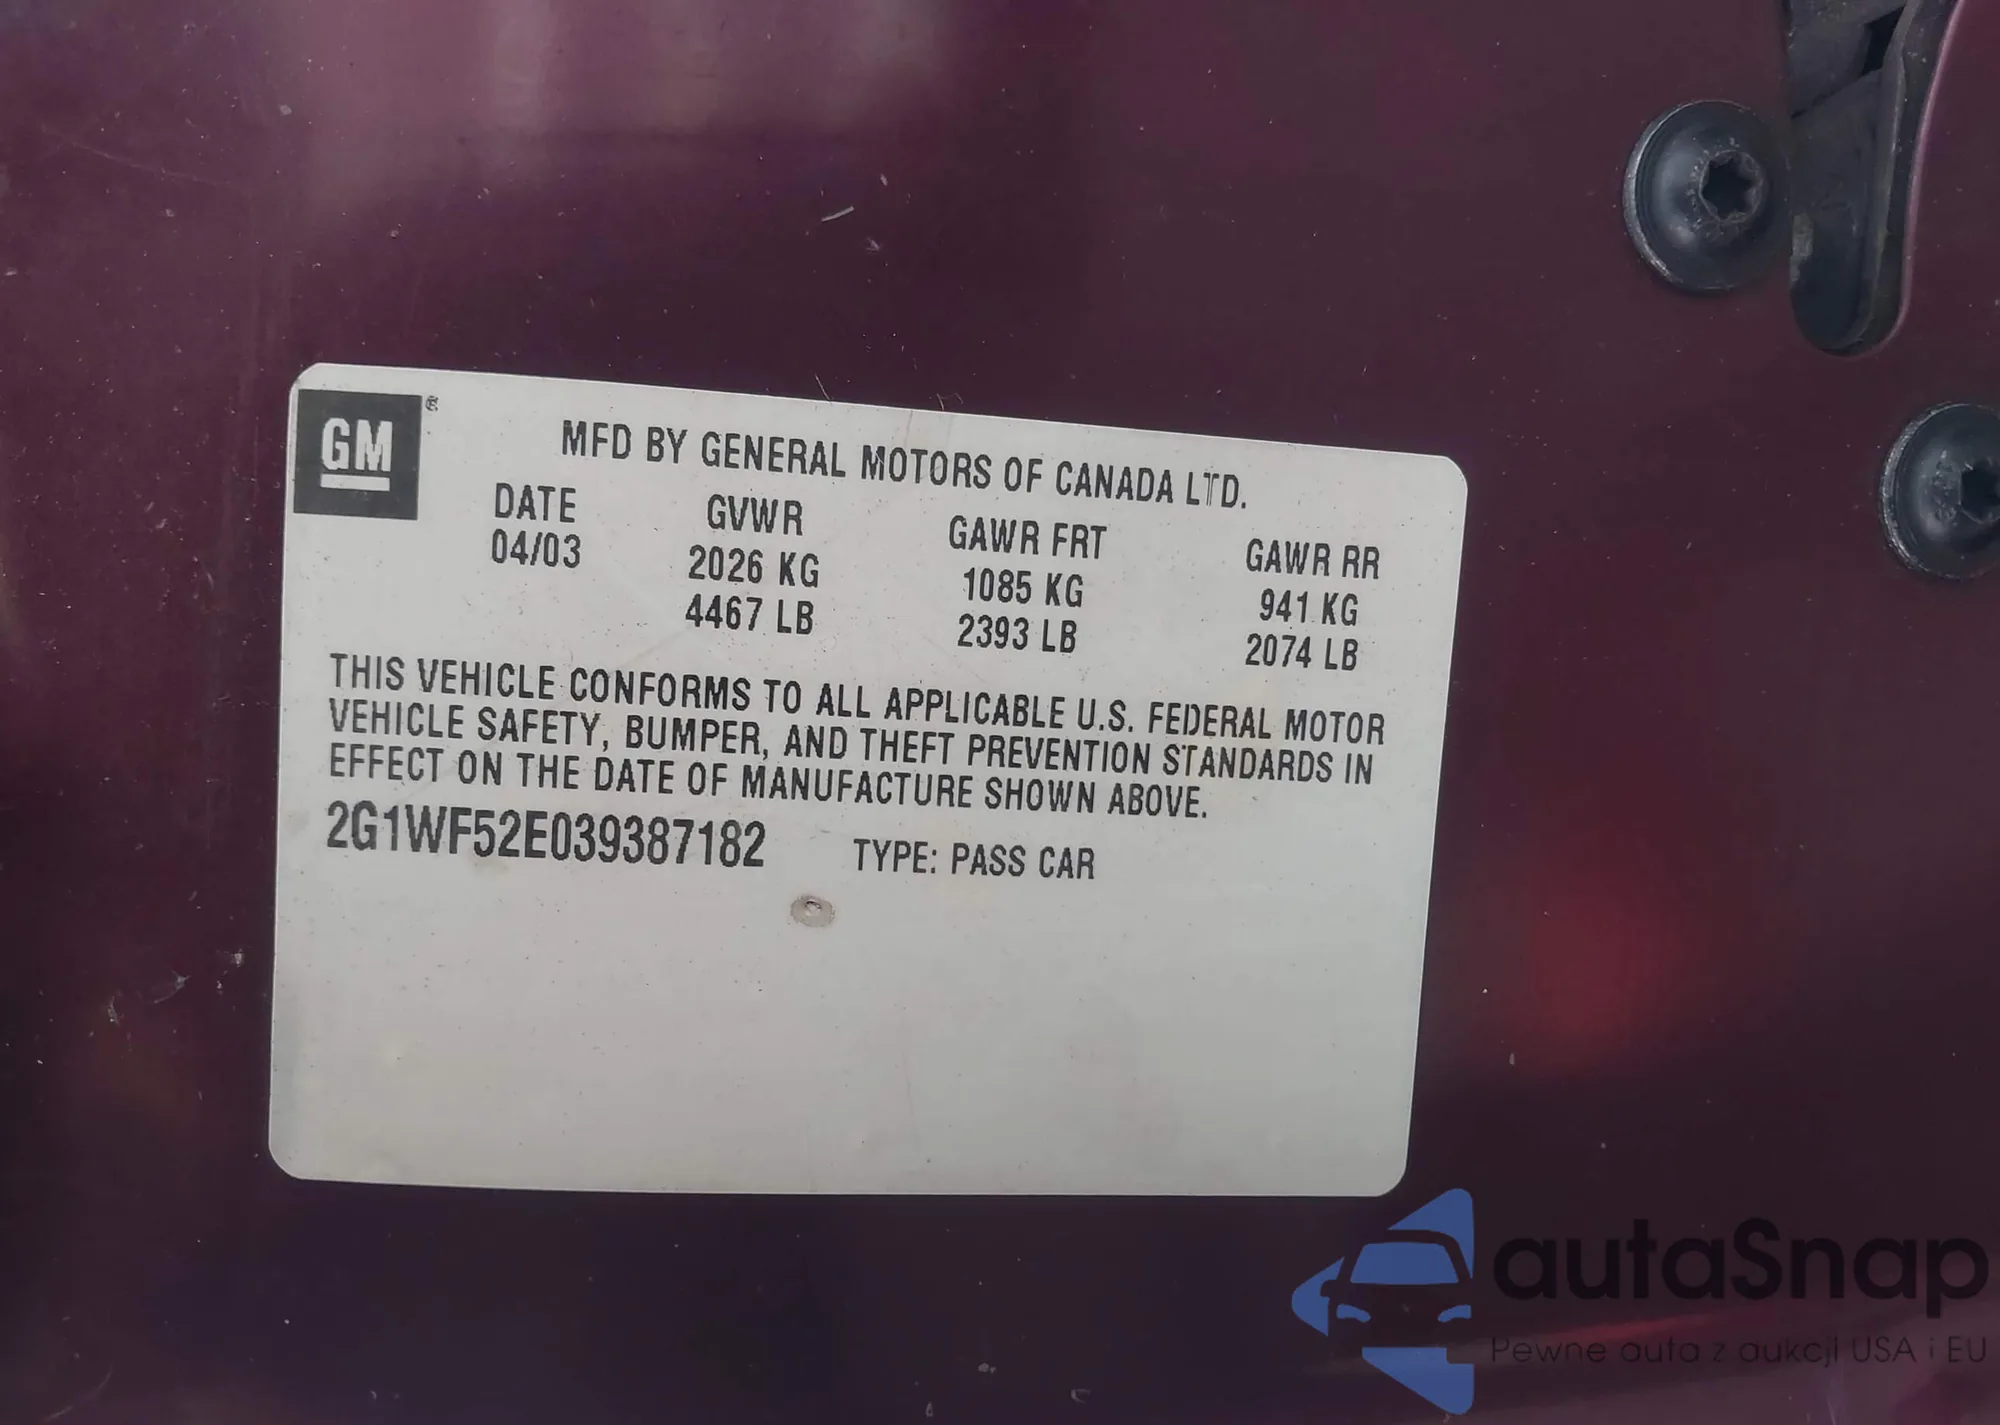 GM ®
MFD BY GENERAL MOTORS OF CANADA LTD.
DATE GVWR GAWR FRT GAWR RR
04/03 2026 KG 1085 KG 941 KG
4467 LB 2393 LB 2074 LB
THIS VEHICLE CONFORMS TO ALL APPLICABLE U.S. FEDERAL MOTOR
VEHICLE SAFETY, BUMPER, AND THEFT PREVENTION STANDARDS IN
EFFECT ON THE DATE OF MANUFACTURE SHOWN ABOVE.
2G1WF52E039387182 TYPE: PASS CAR
autaSnap
Pewne auta z aukcji USA i EU